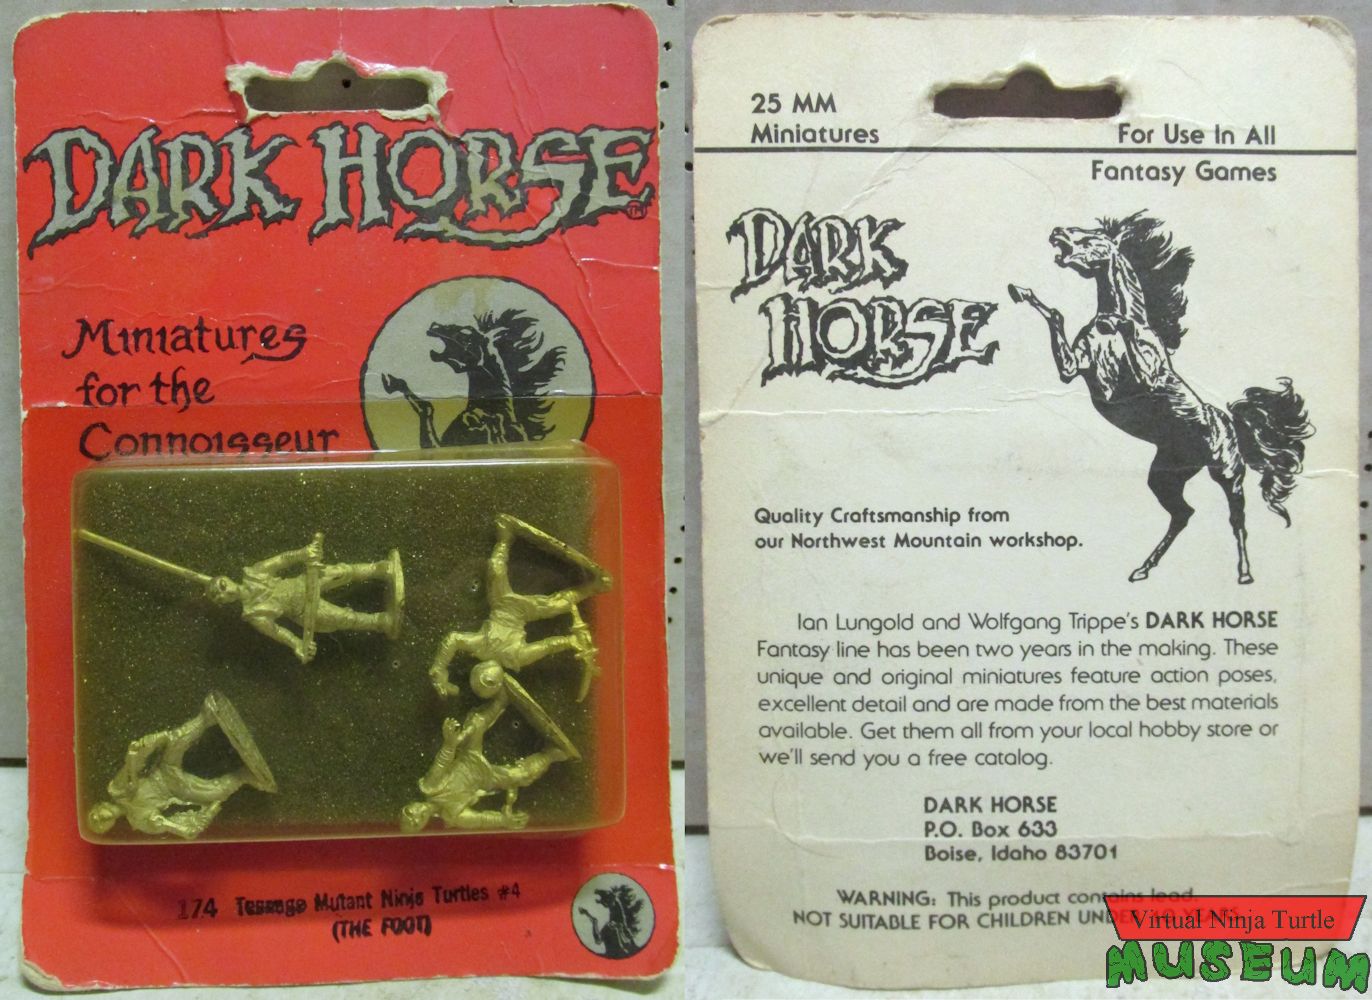 DARK HORSE™
Miniatures
for the
Connoisseur
174 Teenage Mutant Ninja Turtles #4
(THE FOOT)
25 MM
Miniatures
For Use In All
Fantasy Games
DARK
HORSE
Quality Craftsmanship from
our Northwest Mountain workshop.
Ian Lungold and Wolfgang Trippe's DARK HORSE
Fantasy line has been two years in the making. These
unique and original miniatures feature action poses,
excellent detail and are made from the best materials
available. Get them all from your local hobby store or
we'll send you a free catalog.
DARK HORSE
P.O. Box 633
Boise, Idaho 83701
WARNING: This product contains lead.
NOT SUITABLE FOR CHILDREN UNDER 10 YEARS.
Virtual Ninja Turtle
MUSEUM